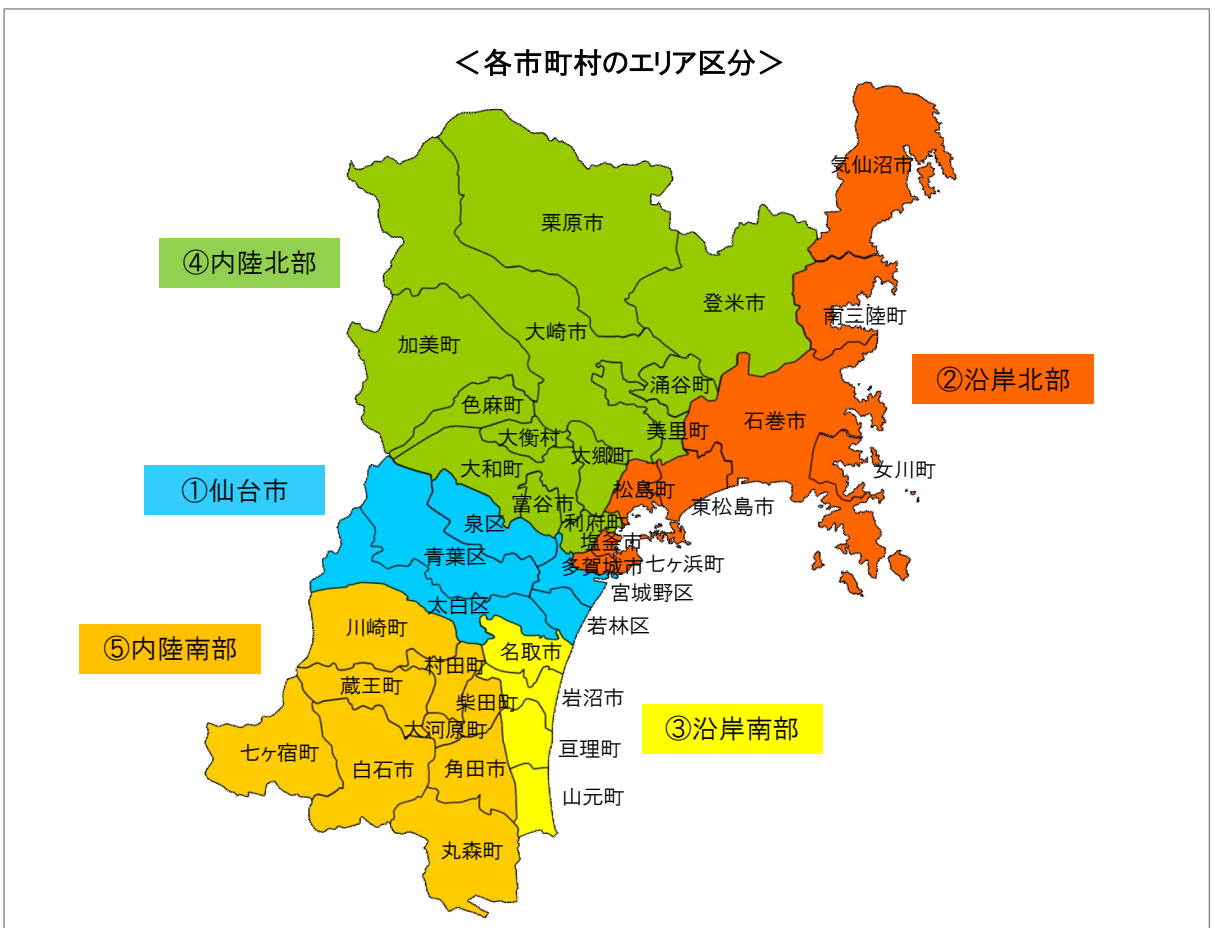 ＜各市町村のエリア区分＞
気仙沼市
栗原市
④内陸北部
登米市
南三陸町
大崎市
加美町
②沿岸北部
涌谷町
色麻町
石巻市
美里町
大衡村
大郷町
大和町
女川町
①仙台市
松島町
東松島市
富谷市
利府町
泉区
塩釜市
青葉区
多賀城市
七ヶ浜町
宮城野区
太白区
若林区
川崎町
⑤内陸南部
名取市
村田町
蔵王町
岩沼市
柴田町
大河原町
③沿岸南部
七ヶ宿町
亘理町
白石市
角田市
山元町
丸森町